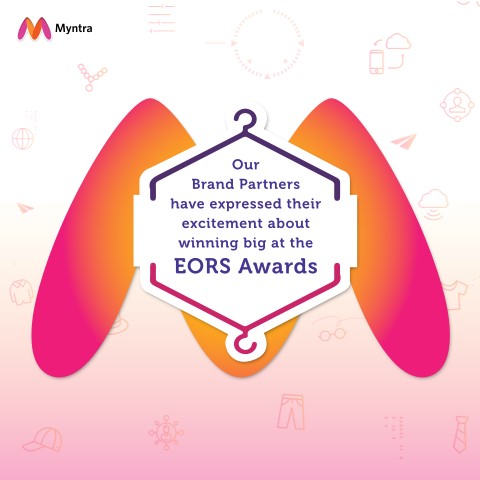 Myntra
Our
Brand Partners
have expressed their
excitement about
winning big at the
EORS Awards